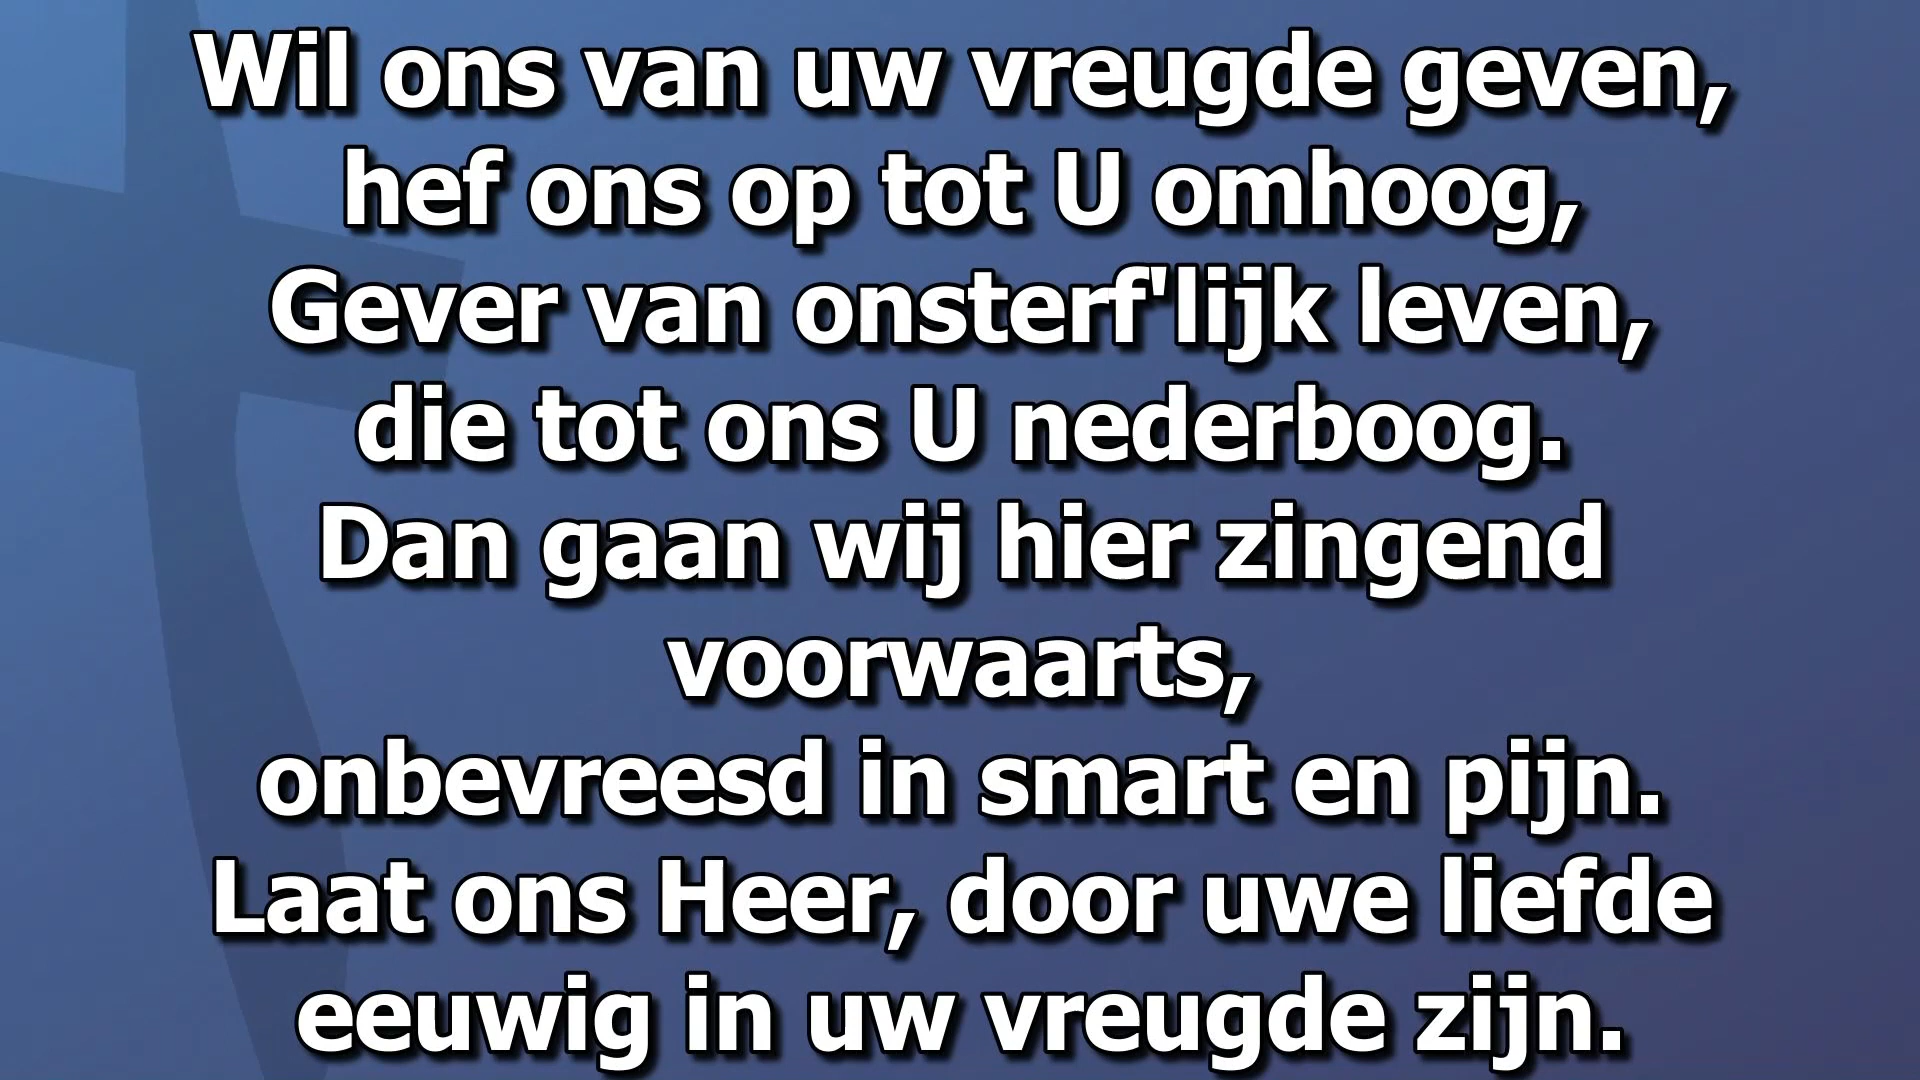 Wil ons van uw vreugde geven,
hef ons op tot U omhoog,
Gever van onsterf'lijk leven,
die tot ons U nederboog.
Dan gaan wij hier zingend
voorwaarts,
onbevreesd in smart en pijn.
Laat ons Heer, door uwe liefde
eeuwig in uw vreugde zijn.